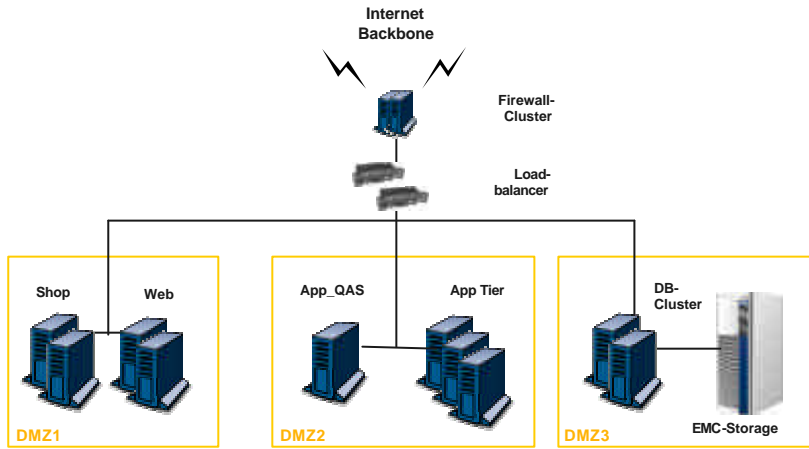 Internet
Backbone
Firewall-
Cluster
Load-
balancer
Shop
Web
App_QAS
App Tier
DB-
Cluster
EMC-Storage
DMZ1
DMZ2
DMZ3